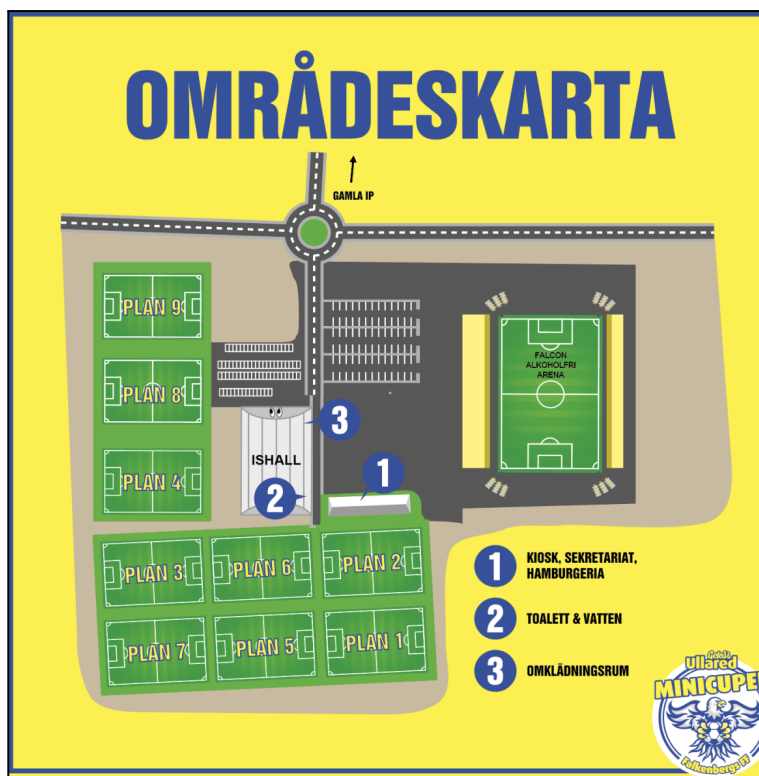 OMRÅDESKARTA
GAMLA IP
PLAN 9
PLAN 8
PLAN 4
FALCON
ALKOHOLFRI
ARENA
3
ISHALL
1
2
PLAN 3
PLAN 6
PLAN 2
PLAN 7
PLAN 5
PLAN 1
1
KIOSK, SEKRETARIAT,
HAMBURGERIA
2
TOALETT & VATTEN
3
OMKLÄDNINGSRUM
Gekås
Ullared
MINICUPEN
Falkenbergs FF